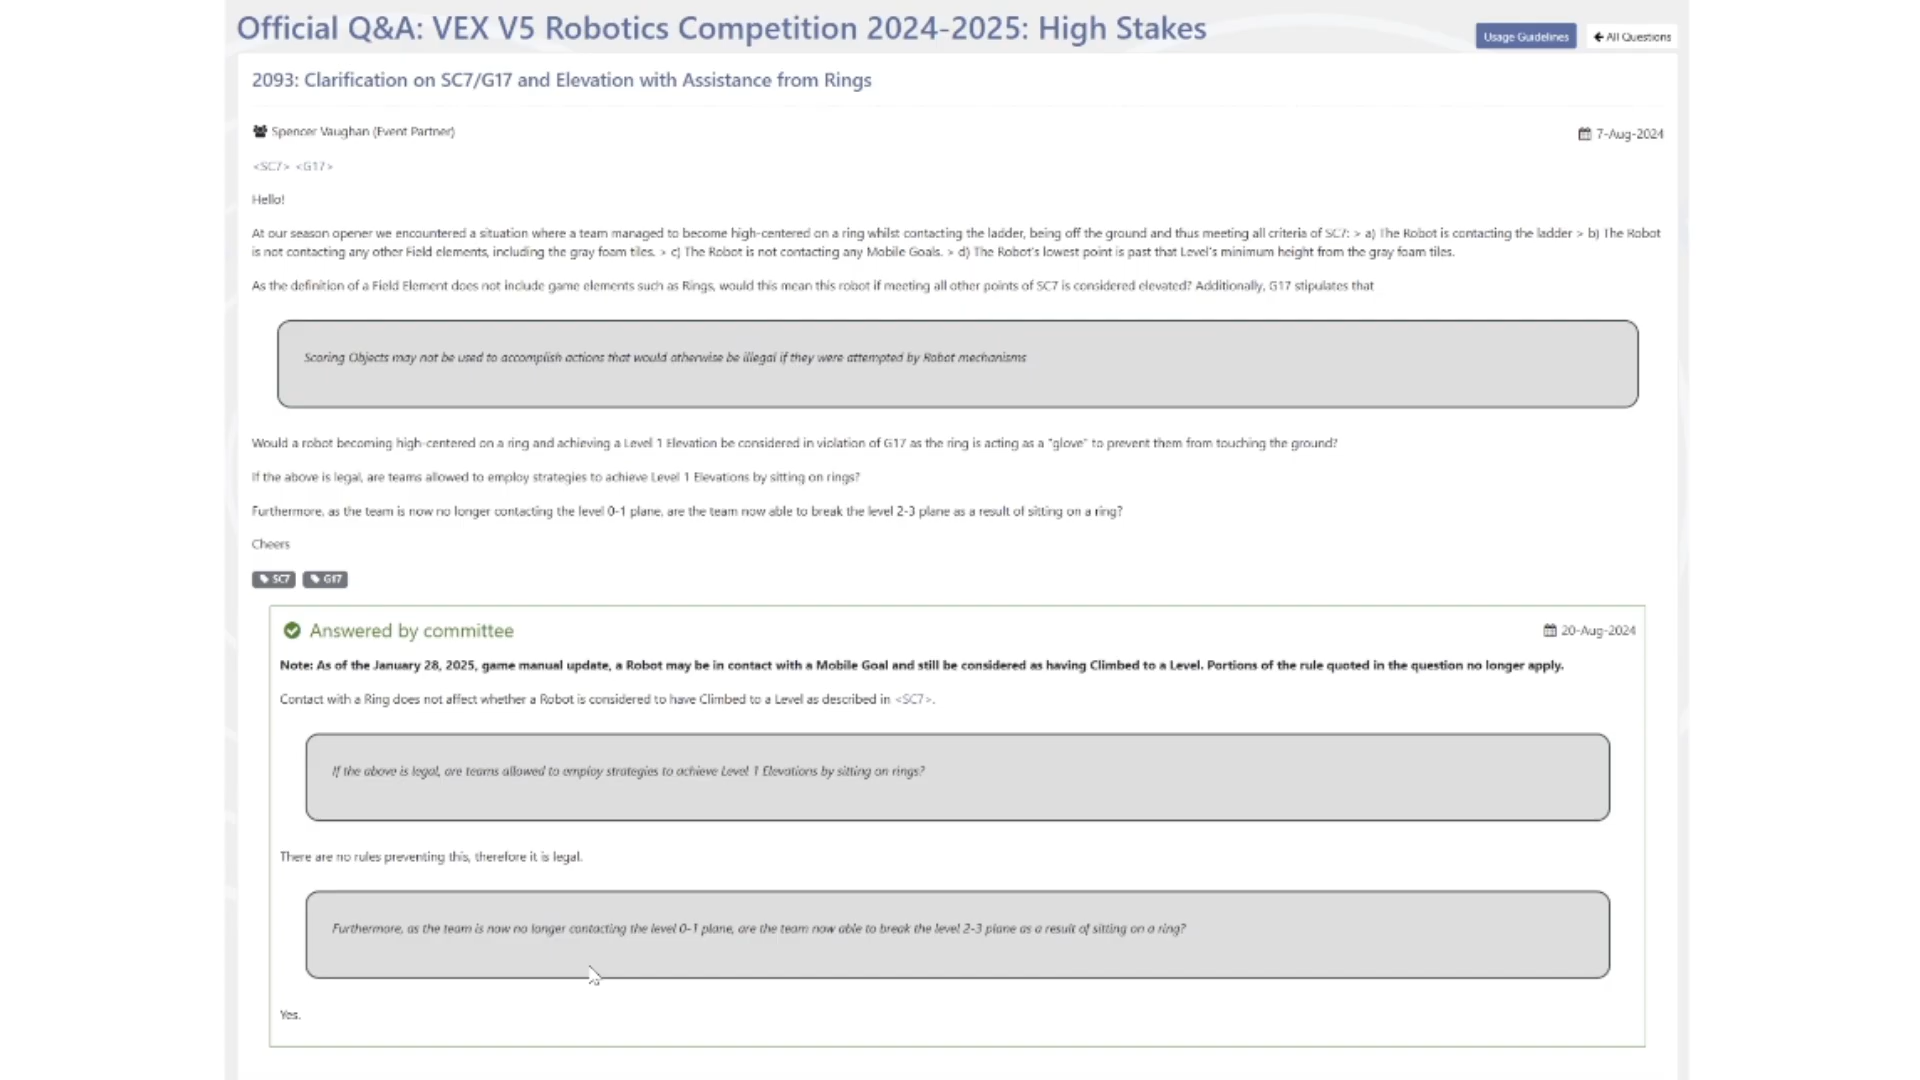 Official Q&A: VEX V5 Robotics Competition 2024-2025: High Stakes
Usage Guidelines
All Questions
2093: Clarification on SC7/G17 and Elevation with Assistance from Rings
Spencer Vaughan (Event Partner)
7-Aug-2024
<SC7> <G17>
Hello!
At our season opener we encountered a situation where a team managed to become high-centered on a ring whilst contacting the ladder, being off the ground and thus meeting all criteria of SC7: > a) The Robot is contacting the ladder > b) The Robot
is not contacting any other Field elements, including the gray foam tiles. > c) The Robot is not contacting any Mobile Goals. > d) The Robot's lowest point is past that Level's minimum height from the gray foam tiles.
As the definition of a Field Element does not include game elements such as Rings, would this mean this robot if meeting all other points of SC7 is considered elevated? Additionally, G17 stipulates that
Scoring Objects may not be used to accomplish actions that would otherwise be illegal if they were attempted by Robot mechanisms
Would a robot becoming high-centered on a ring and achieving a Level 1 Elevation be considered in violation of G17 as the ring is acting as a "glove" to prevent them from touching the ground?
If the above is legal, are teams allowed to employ strategies to achieve Level 1 Elevations by sitting on rings?
Furthermore, as the team is now no longer contacting the level 0-1 plane, are the team now able to break the level 2-3 plane as a result of sitting on a ring?
Cheers
SC7 G17
Answered by committee
20-Aug-2024
Note: As of the January 28, 2025, game manual update, a Robot may be in contact with a Mobile Goal and still be considered as having Climbed to a Level. Portions of the rule quoted in the question no longer apply.
Contact with a Ring does not affect whether a Robot is considered to have Climbed to a Level as described in <SC7>.
If the above is legal, are teams allowed to employ strategies to achieve Level 1 Elevations by sitting on rings?
There are no rules preventing this, therefore it is legal.
Furthermore, as the team is now no longer contacting the level 0-1 plane, are the team now able to break the level 2-3 plane as a result of sitting on a ring?
Yes.